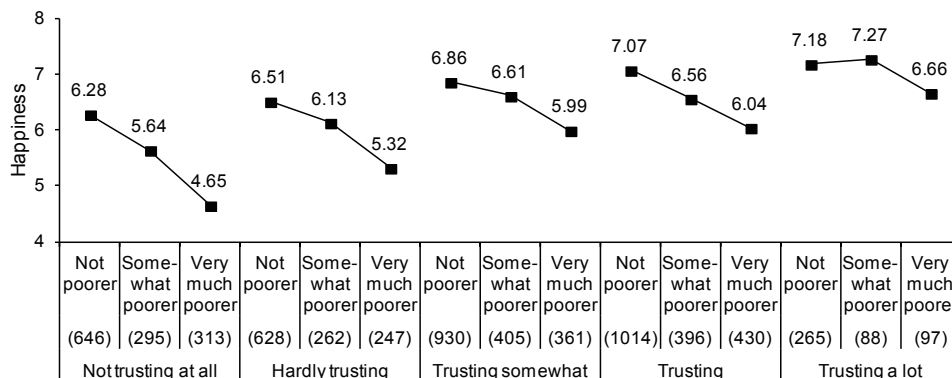 8
7
6
5
4
Happiness
6.28
5.64
4.65
6.51
6.13
5.32
6.86
6.61
5.99
7.07
6.56
6.04
7.18
7.27
6.66
Not poorer
Some-what poorer
Very much poorer
Not poorer
Some-what poorer
Very much poorer
Not poorer
Some-what poorer
Very much poorer
Not poorer
Some-what poorer
Very much poorer
Not poorer
Some-what poorer
Very much poorer
(646) (295) (313) (628) (262) (247) (930) (405) (361) (1014) (396) (430) (265) (88) (97)
Not trusting at all Hardly trusting Trusting somewhat Trusting Trusting a lot